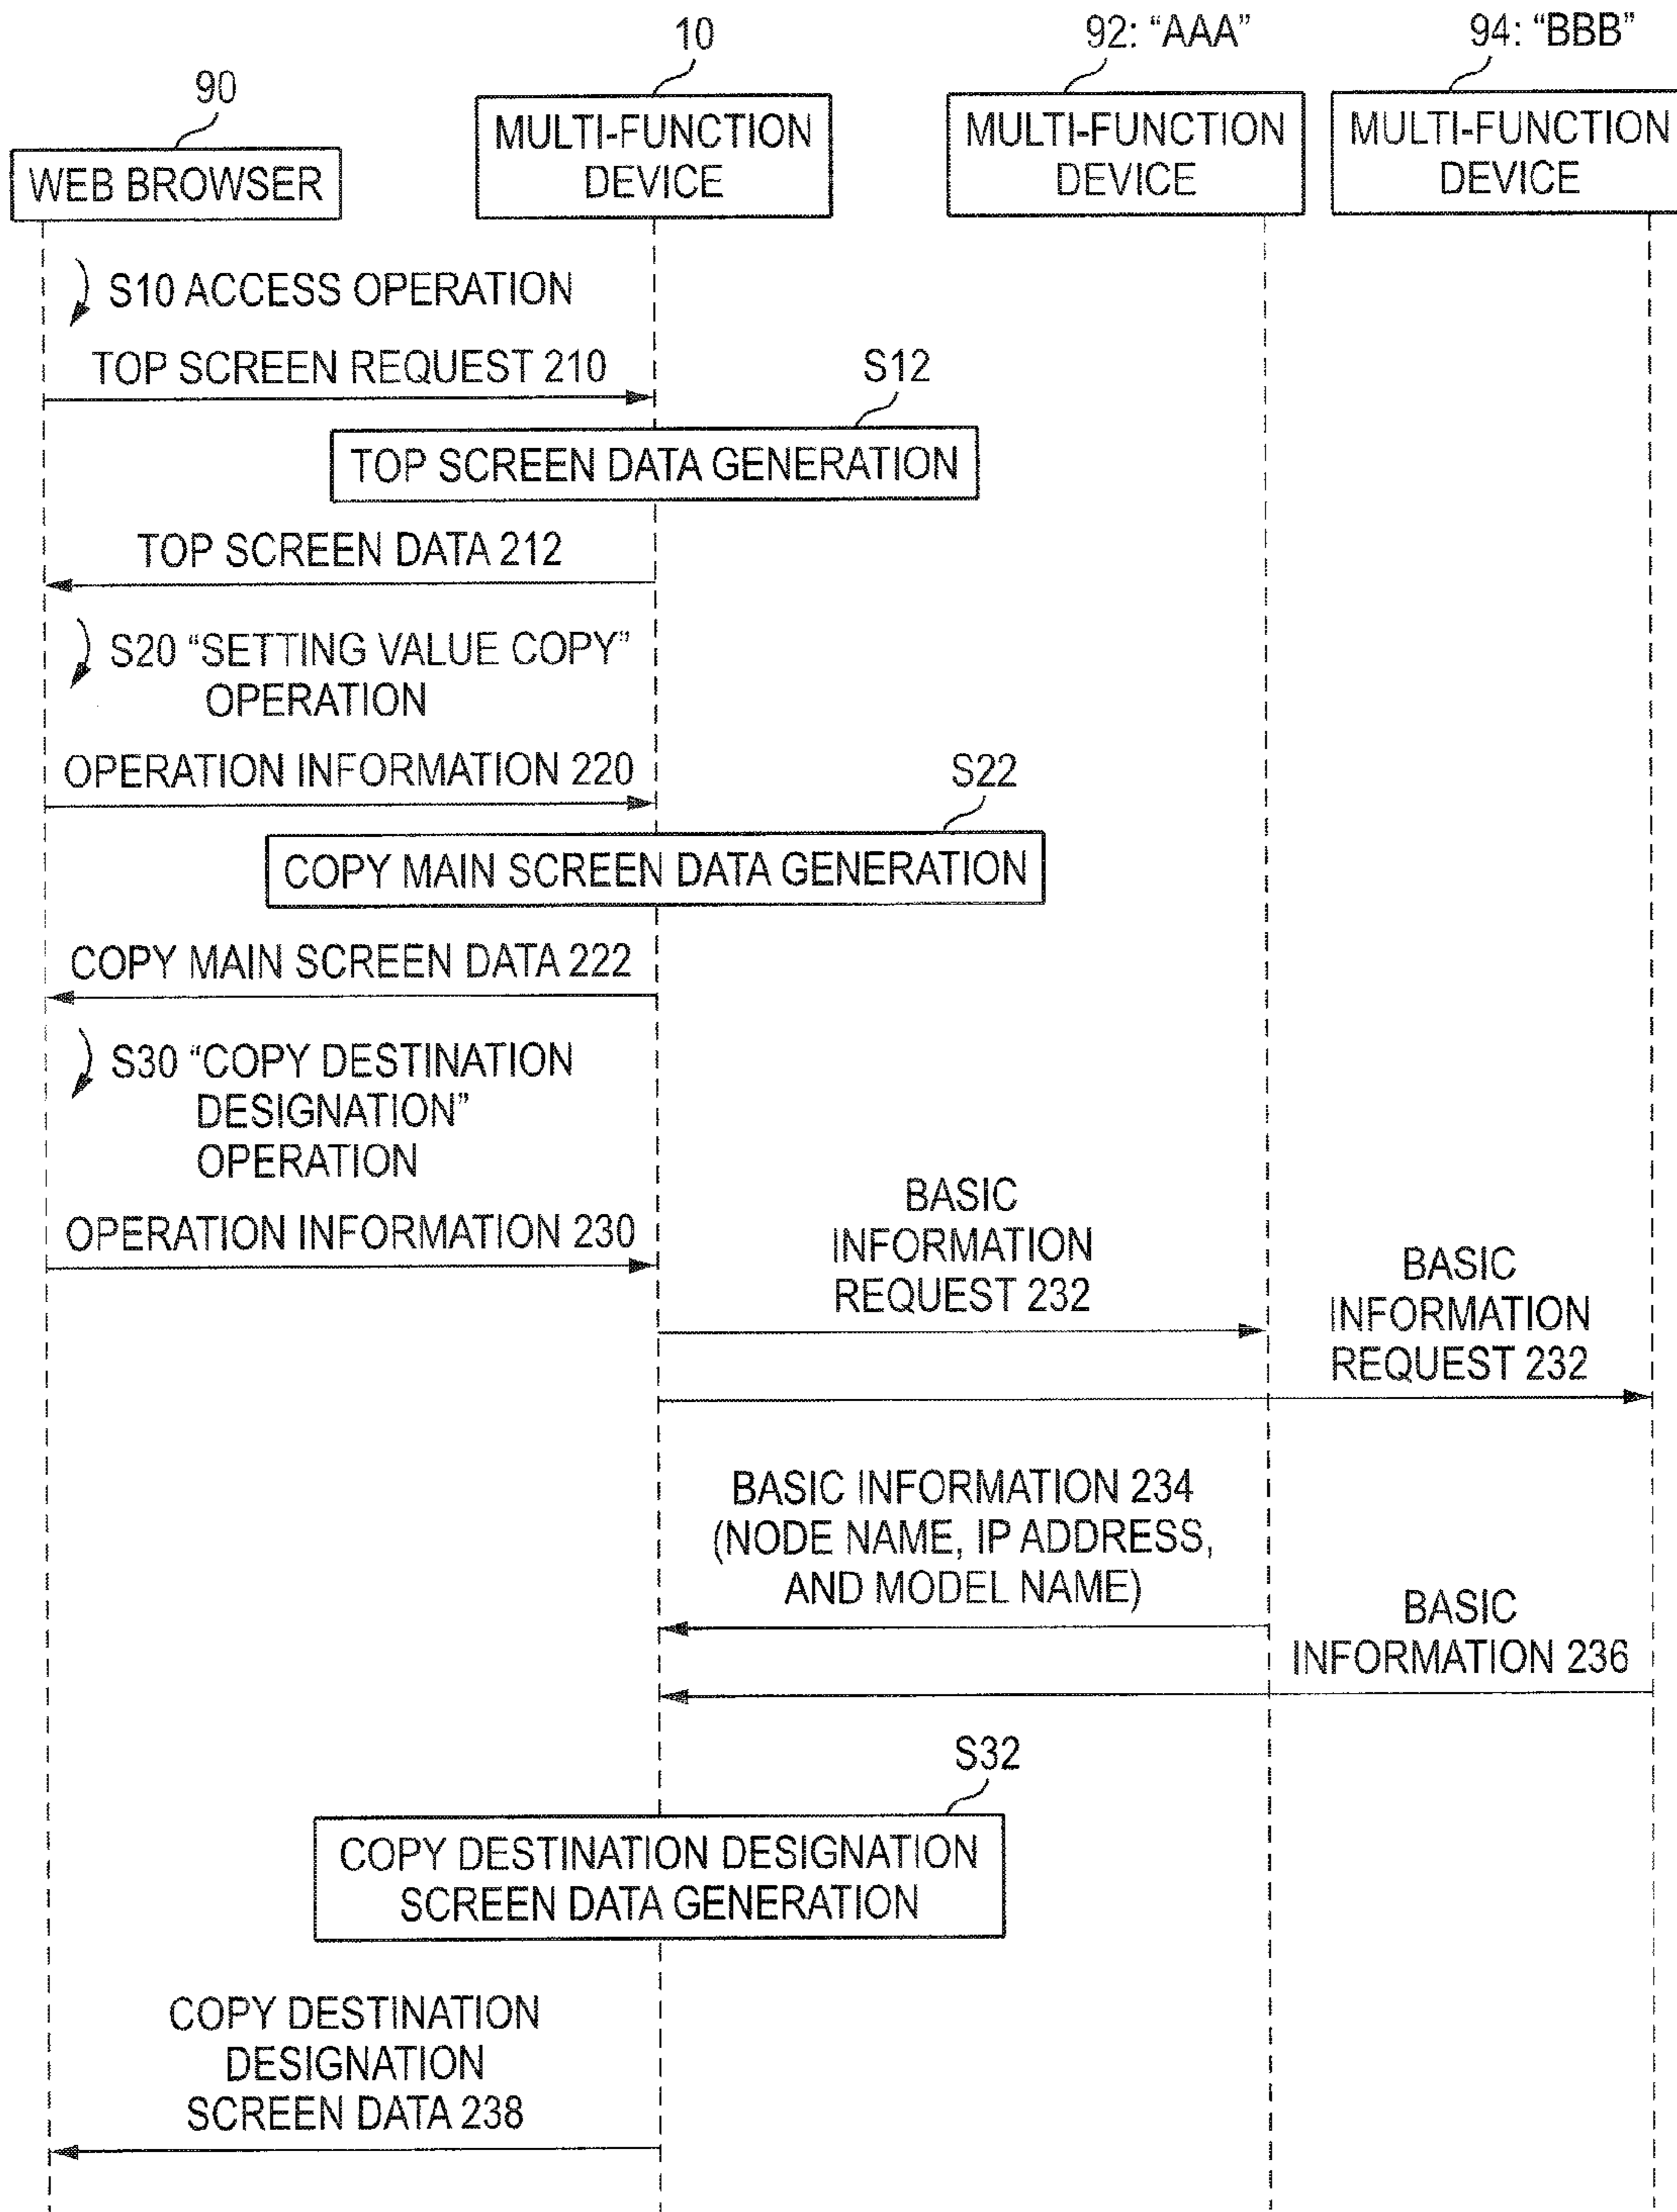 10
92: “AAA”
94: “BBB”
90
MULTI-FUNCTION
DEVICE
MULTI-FUNCTION
DEVICE
MULTI-FUNCTION
DEVICE
WEB BROWSER
S10 ACCESS OPERATION
TOP SCREEN REQUEST 210
S12
TOP SCREEN DATA GENERATION
TOP SCREEN DATA 212
S20 “SETTING VALUE COPY”
OPERATION
OPERATION INFORMATION 220
S22
COPY MAIN SCREEN DATA GENERATION
COPY MAIN SCREEN DATA 222
S30 “COPY DESTINATION
DESIGNATION”
OPERATION
OPERATION INFORMATION 230
BASIC
INFORMATION
REQUEST 232
BASIC
INFORMATION
REQUEST 232
BASIC INFORMATION 234
(NODE NAME, IP ADDRESS,
AND MODEL NAME)
BASIC
INFORMATION 236
S32
COPY DESTINATION DESIGNATION
SCREEN DATA GENERATION
COPY DESTINATION
DESIGNATION
SCREEN DATA 238